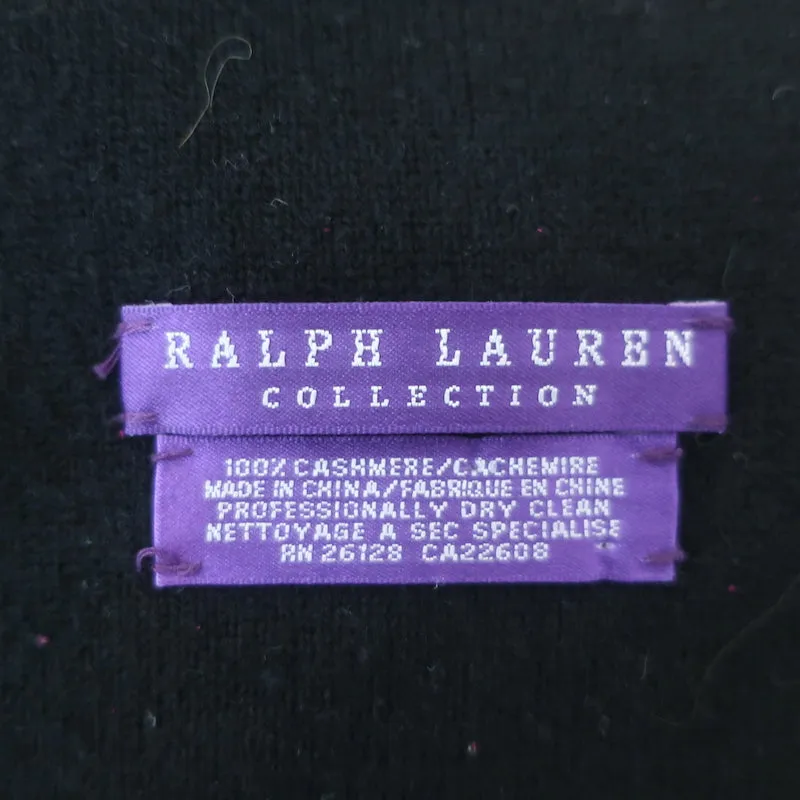 RALPH LAUREN
COLLECTION
100% CASHMERE/CACHEMIRE
MADE IN CHINA/FABRIQUE EN CHINE
PROFESSIONALLY DRY CLEAN
NETTOYAGE A SEC SPECIALISE
RN 26128 CA22608